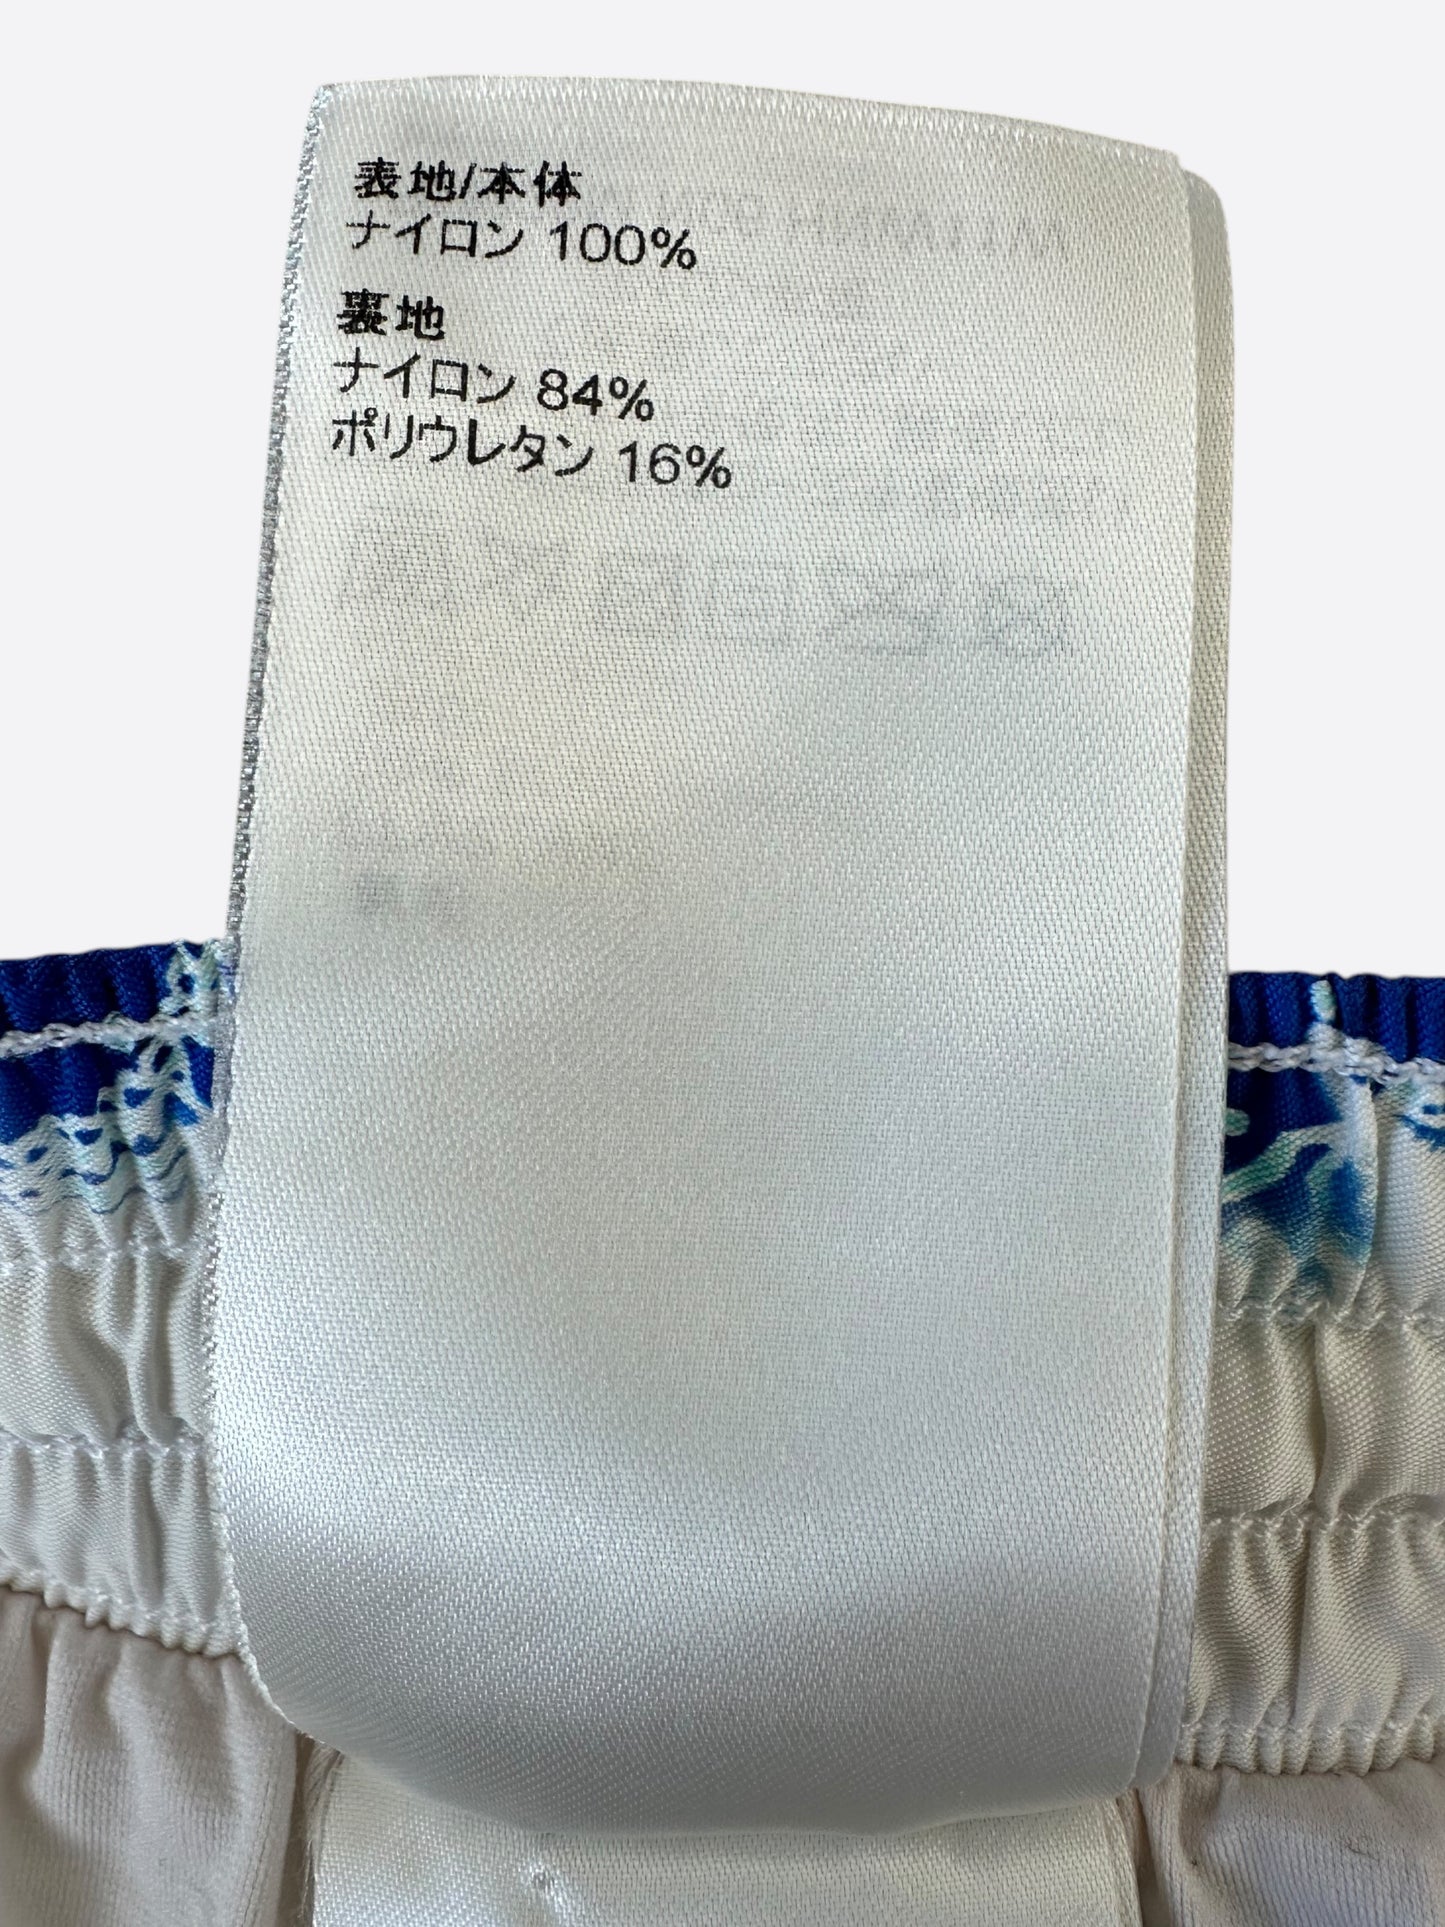 表地/本体
ナイロン 100%
裏地
ナイロン 84%
ポリウレタン 16%